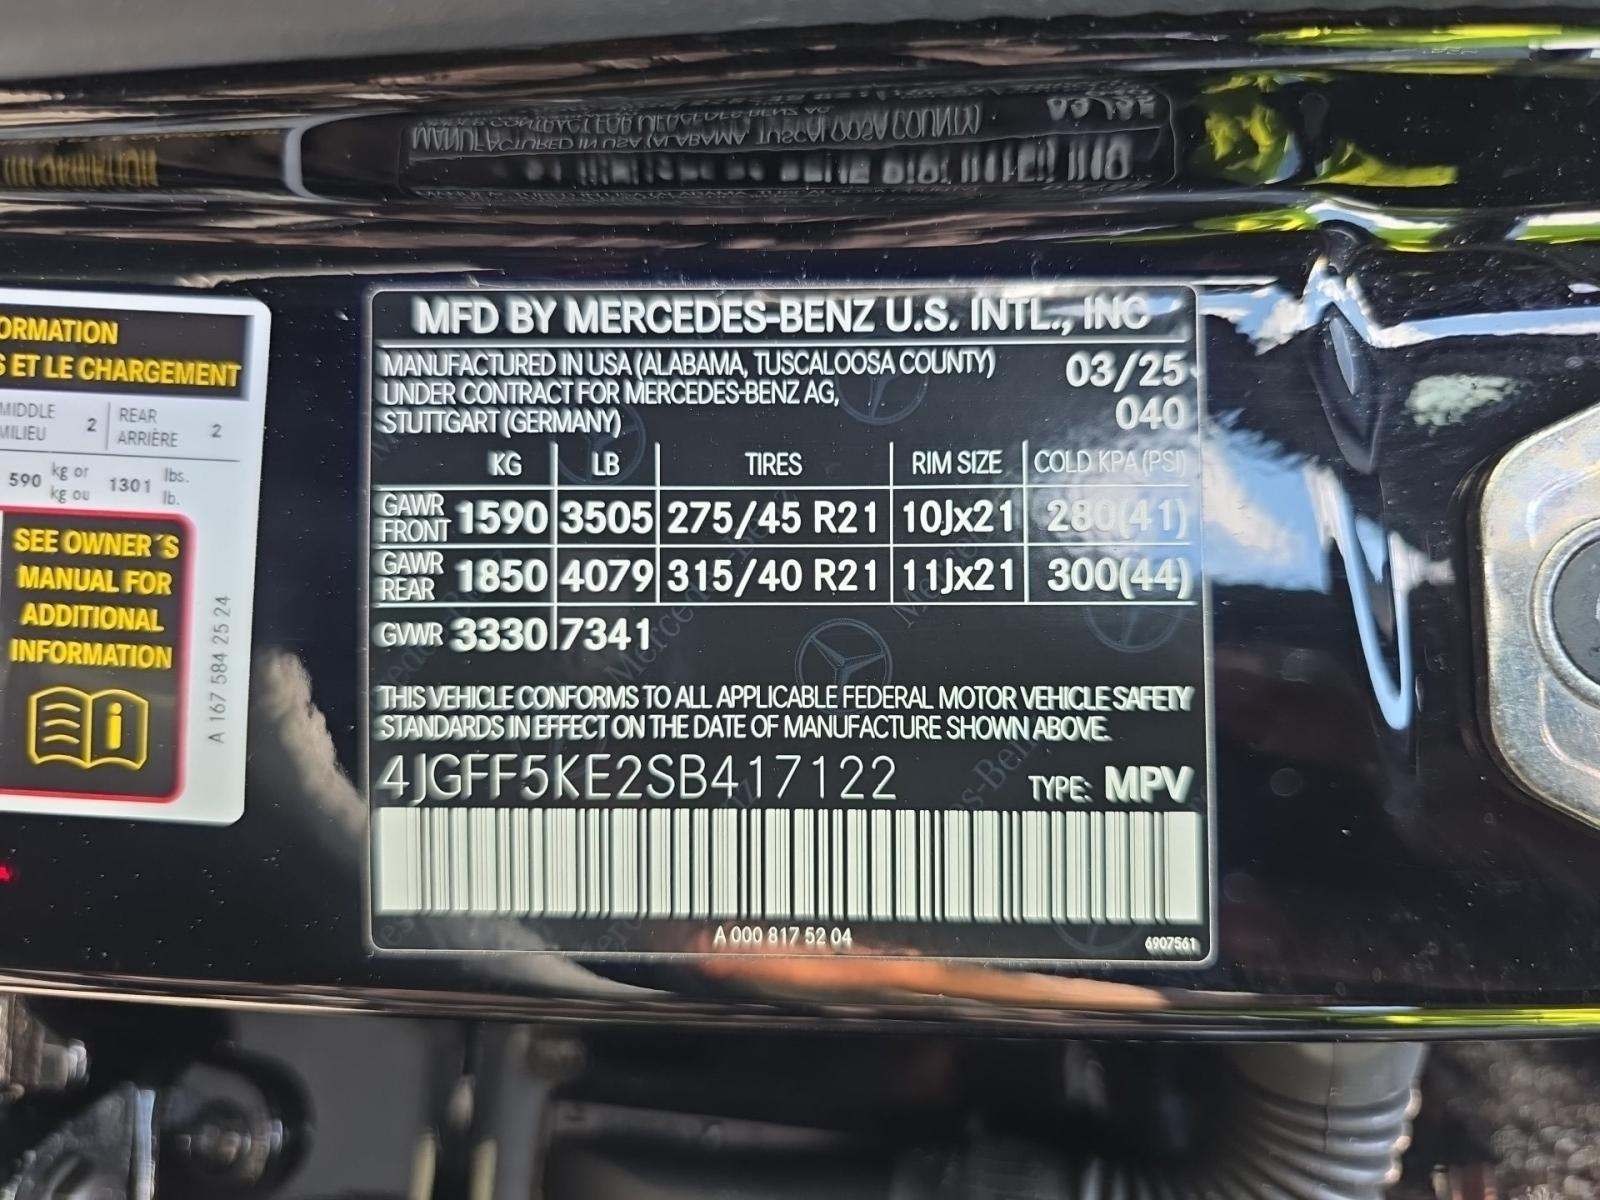 ORMATION
S ET LE CHARGEMENT
MIDDLE 2 REAR 2
MILIEU ARRIÈRE
590 kg or 1301 lbs.
kg ou lb.
SEE OWNER´S
MANUAL FOR
ADDITIONAL
INFORMATION
A 167 584 25 24
MFD BY MERCEDES-BENZ U.S. INTL., INC
MANUFACTURED IN USA (ALABAMA, TUSCALOOSA COUNTY) 03/25
UNDER CONTRACT FOR MERCEDES-BENZ AG, 040
STUTTGART (GERMANY)
KG LB TIRES RIM SIZE COLD KPA (PSI)
GAWR FRONT 1590 3505 275/45 R21 10Jx21 280(41)
GAWR REAR 1850 4079 315/40 R21 11Jx21 300(44)
GVWR 3330 7341
THIS VEHICLE CONFORMS TO ALL APPLICABLE FEDERAL MOTOR VEHICLE SAFETY
STANDARDS IN EFFECT ON THE DATE OF MANUFACTURE SHOWN ABOVE.
4JGFF5KE2SB417122 TYPE: MPV
A 000 817 52 04 6907561